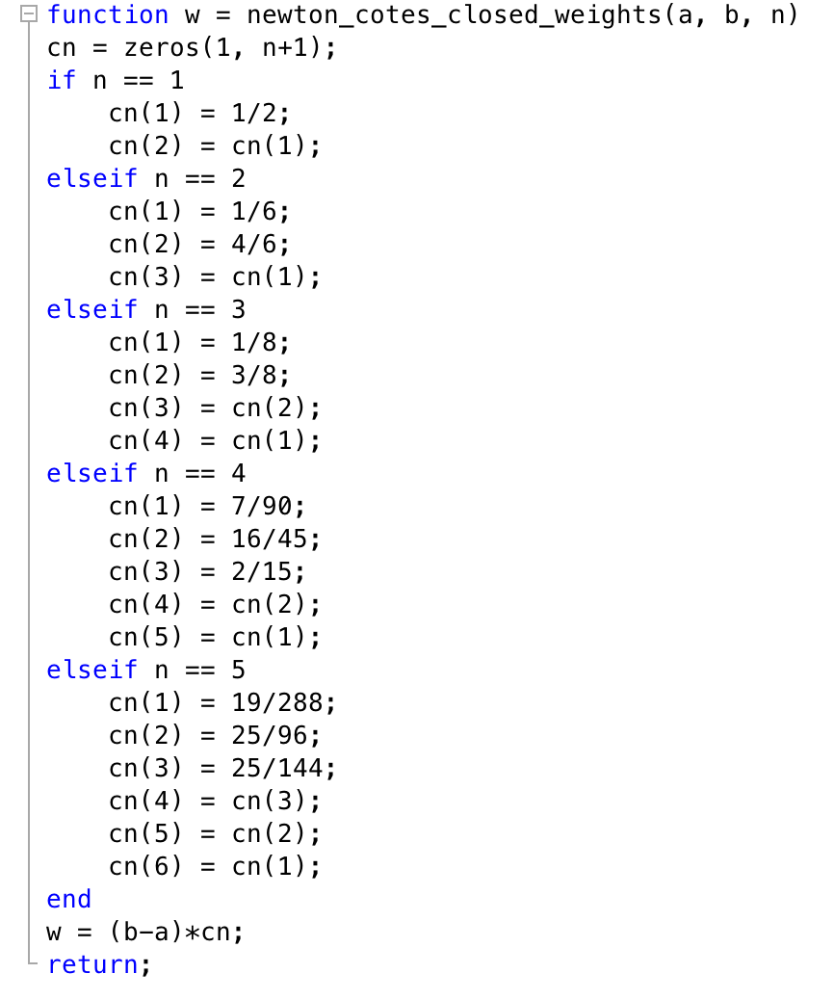 function w = newton_cotes_closed_weights(a, b, n)
cn = zeros(1, n+1);
if n == 1
    cn(1) = 1/2;
    cn(2) = cn(1);
elseif n == 2
    cn(1) = 1/6;
    cn(2) = 4/6;
    cn(3) = cn(1);
elseif n == 3
    cn(1) = 1/8;
    cn(2) = 3/8;
    cn(3) = cn(2);
    cn(4) = cn(1);
elseif n == 4
    cn(1) = 7/90;
    cn(2) = 16/45;
    cn(3) = 2/15;
    cn(4) = cn(2);
    cn(5) = cn(1);
elseif n == 5
    cn(1) = 19/288;
    cn(2) = 25/96;
    cn(3) = 25/144;
    cn(4) = cn(3);
    cn(5) = cn(2);
    cn(6) = cn(1);
end
w = (b-a)*cn;
return;